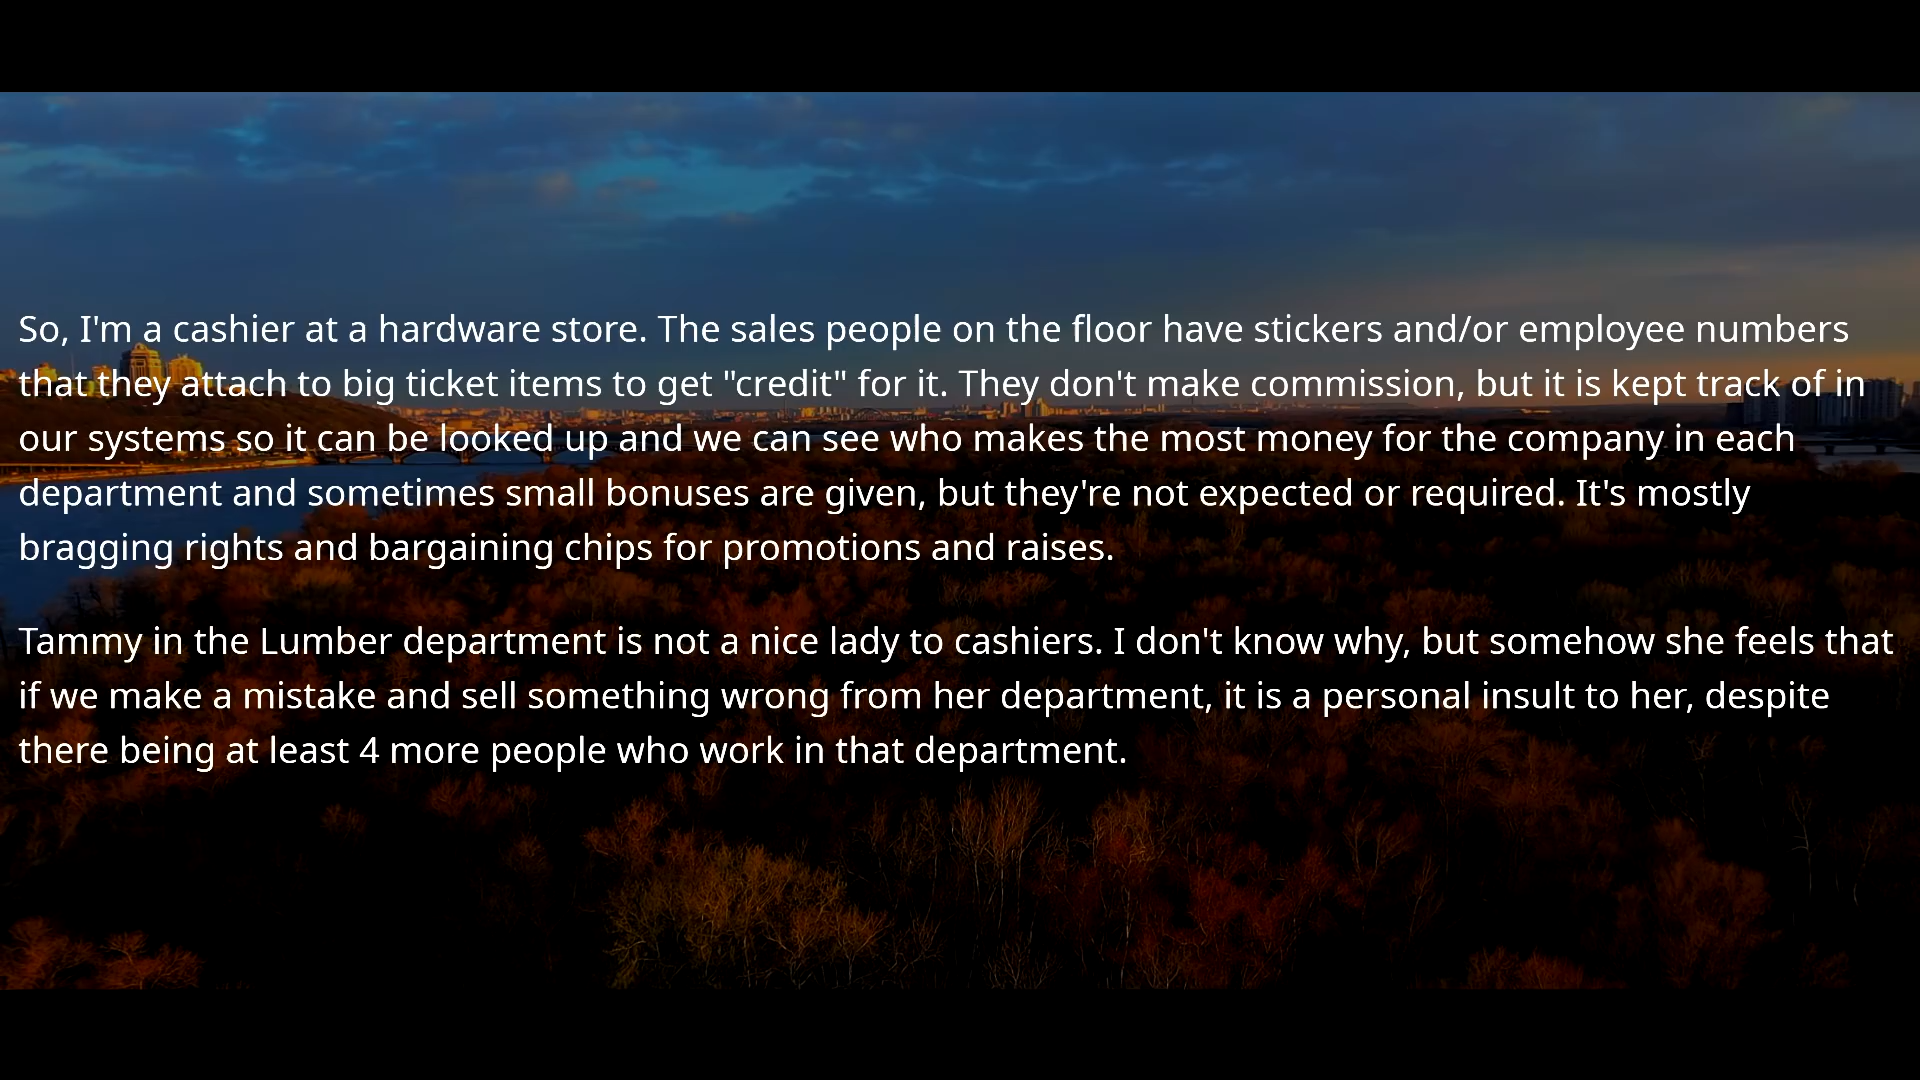 So, I'm a cashier at a hardware store. The sales people on the floor have stickers and/or employee numbers
that they attach to big ticket items to get "credit" for it. They don't make commission, but it is kept track of in
our systems so it can be looked up and we can see who makes the most money for the company in each
department and sometimes small bonuses are given, but they're not expected or required. It's mostly
bragging rights and bargaining chips for promotions and raises.
Tammy in the Lumber department is not a nice lady to cashiers. I don't know why, but somehow she feels that
if we make a mistake and sell something wrong from her department, it is a personal insult to her, despite
there being at least 4 more people who work in that department.